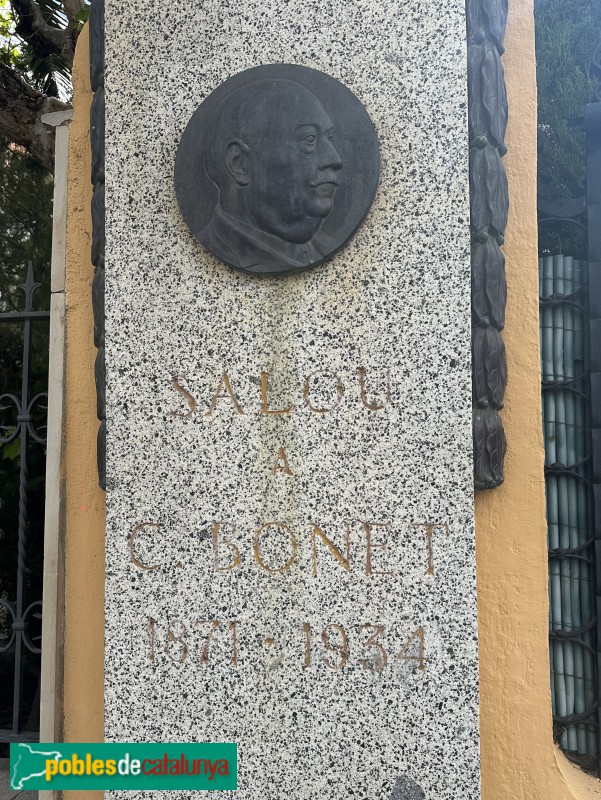 SALOU
A
C. BONET
1871 · 1934
poblesdecatalunya